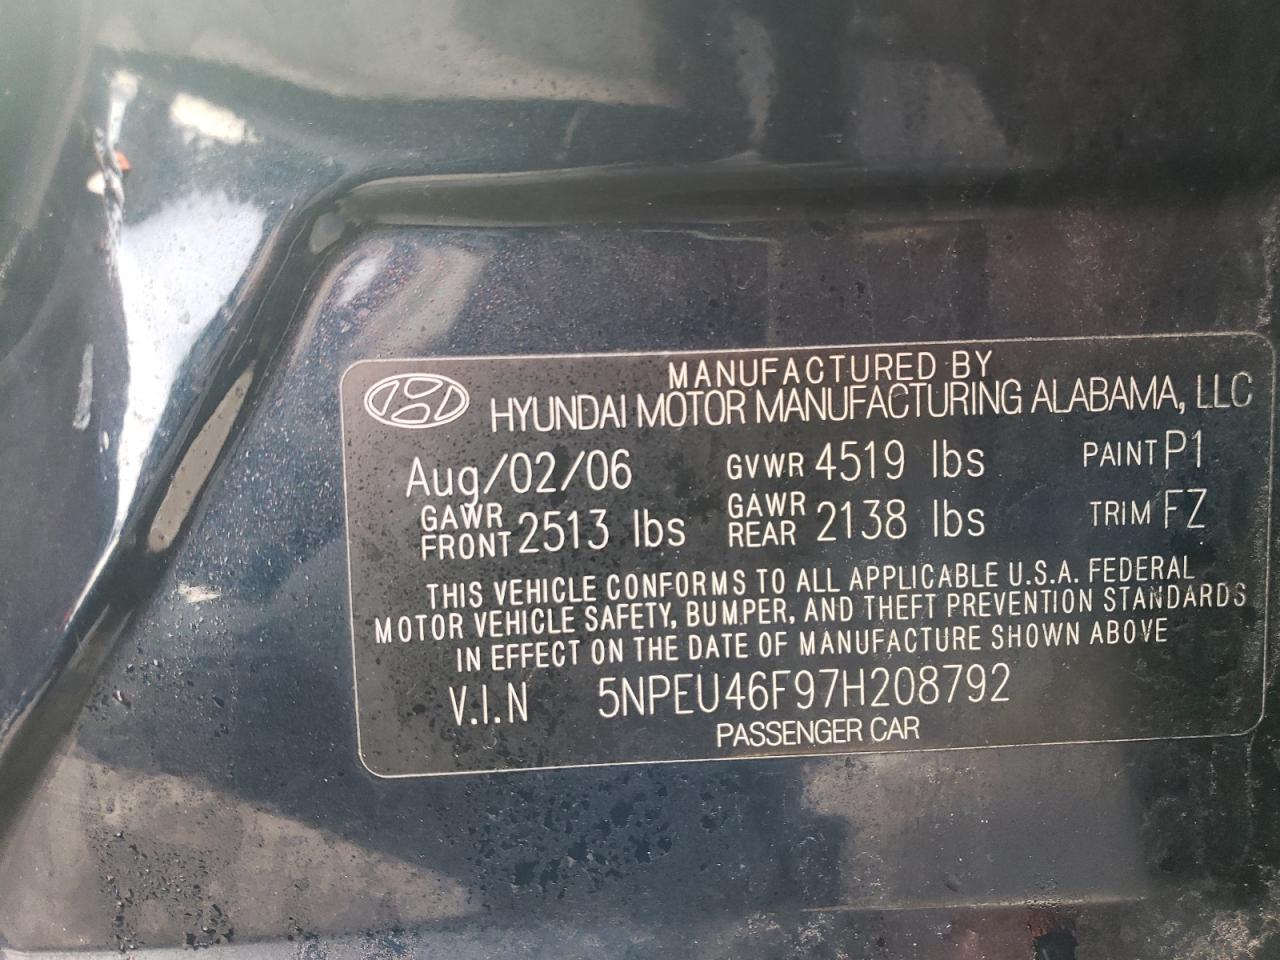 MANUFACTURED BY
HYUNDAI MOTOR MANUFACTURING ALABAMA, LLC
Aug/02/06 GVWR 4519 lbs PAINT P1
GAWR FRONT 2513 lbs GAWR REAR 2138 lbs TRIM FZ
THIS VEHICLE CONFORMS TO ALL APPLICABLE U.S.A. FEDERAL
MOTOR VEHICLE SAFETY, BUMPER, AND THEFT PREVENTION STANDARDS
IN EFFECT ON THE DATE OF MANUFACTURE SHOWN ABOVE
V.I.N 5NPEU46F97H208792
PASSENGER CAR